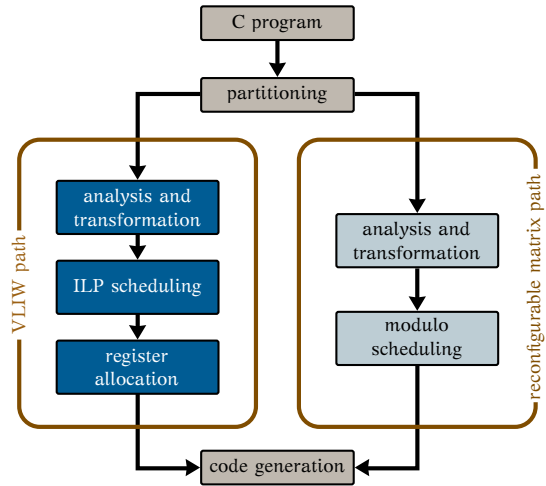 C program
partitioning
VLIW path
analysis and
transformation
ILP scheduling
register
allocation
reconfigurable matrix path
analysis and
transformation
modulo
scheduling
code generation